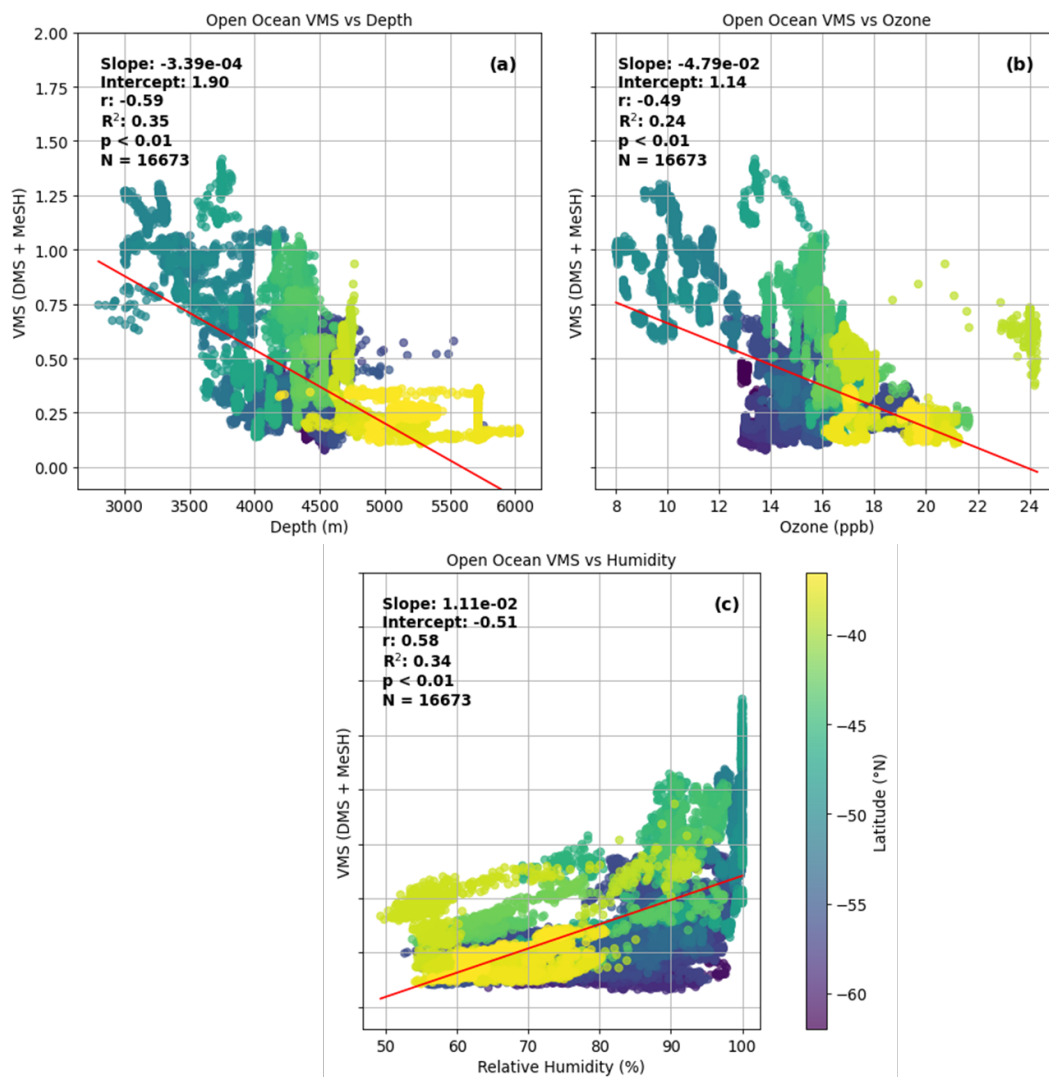 Open Ocean VMS vs Depth
Slope: -3.39e-04
Intercept: 1.90
r: -0.59
R²: 0.35
p < 0.01
N = 16673
(a)
2.00
1.75
1.50
1.25
1.00
0.75
0.50
0.25
0.00
VMS (DMS + MeSH)
3000 4000 4500 5000 5500 6000
3500
Depth (m)
Open Ocean VMS vs Ozone
Slope: -4.79e-02
Intercept: 1.14
r: -0.49
R²: 0.24
p < 0.01
N = 16673
(b)
VMS (DMS + MeSH)
8 10 12 14 16 18 20 22 24
Ozone (ppb)
Open Ocean VMS vs Humidity
Slope: 1.11e-02
Intercept: -0.51
r: 0.58
R²: 0.34
p < 0.01
N = 16673
(c)
VMS (DMS + MeSH)
50 60 70 80 90 100
Relative Humidity (%)
−40
−45
−50
−55
−60
Latitude (°N)